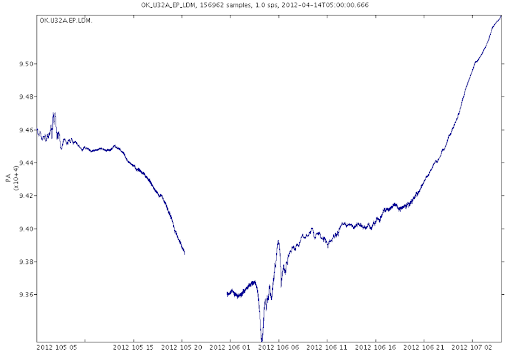 OK_U32A_EP_LDM, 156962 samples, 1.0 sps, 2012-04-14T05:00:00.666
OK.U32A.EP.LDM.
9.50
9.48
9.46
9.44
9.42
9.40
9.38
9.36
PA
(x10+4)
2012 105 05 2012 105 15 2012 105 20 2012 106 01 2012 106 06 2012 106 11 2012 106 16 2012 106 21 2012 107 02